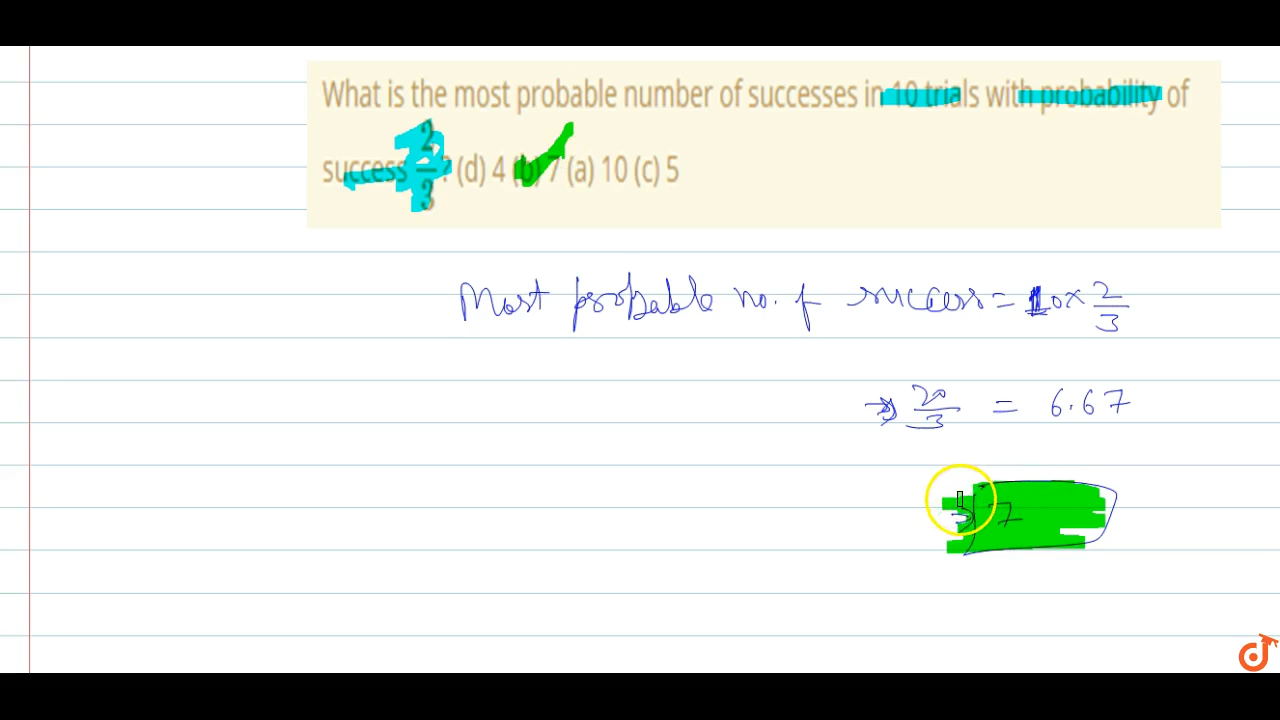 What is the most probable number of successes in 10 trials with probability of
success 2/3? (d) 4 (b) 7 (a) 10 (c) 5
Most probable no. of success = 10 × 2/3
⇒ 20/3 = 6.67
7